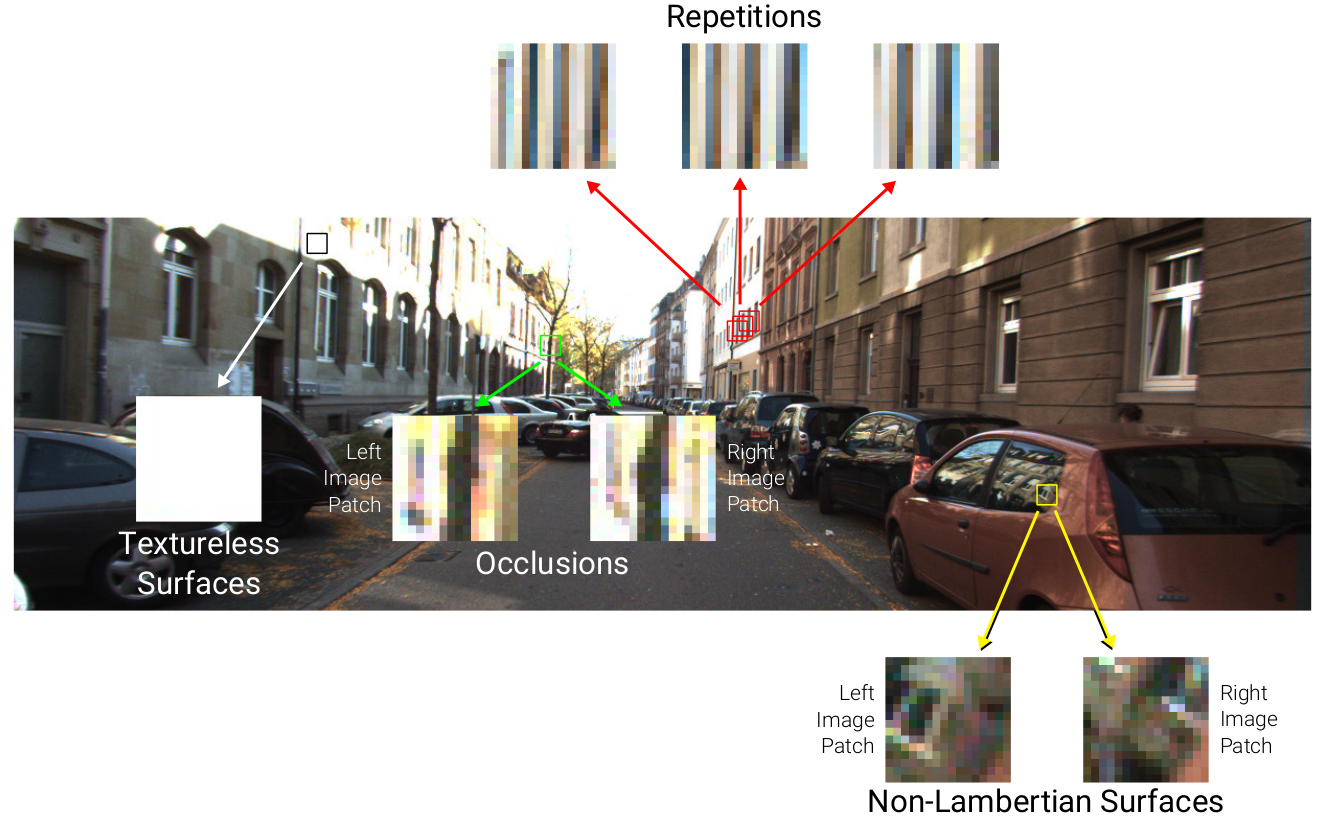 Repetitions
Left
Image
Patch
Right
Image
Patch
Textureless
Surfaces
Occlusions
Left
Image
Patch
Right
Image
Patch
Non-Lambertian Surfaces